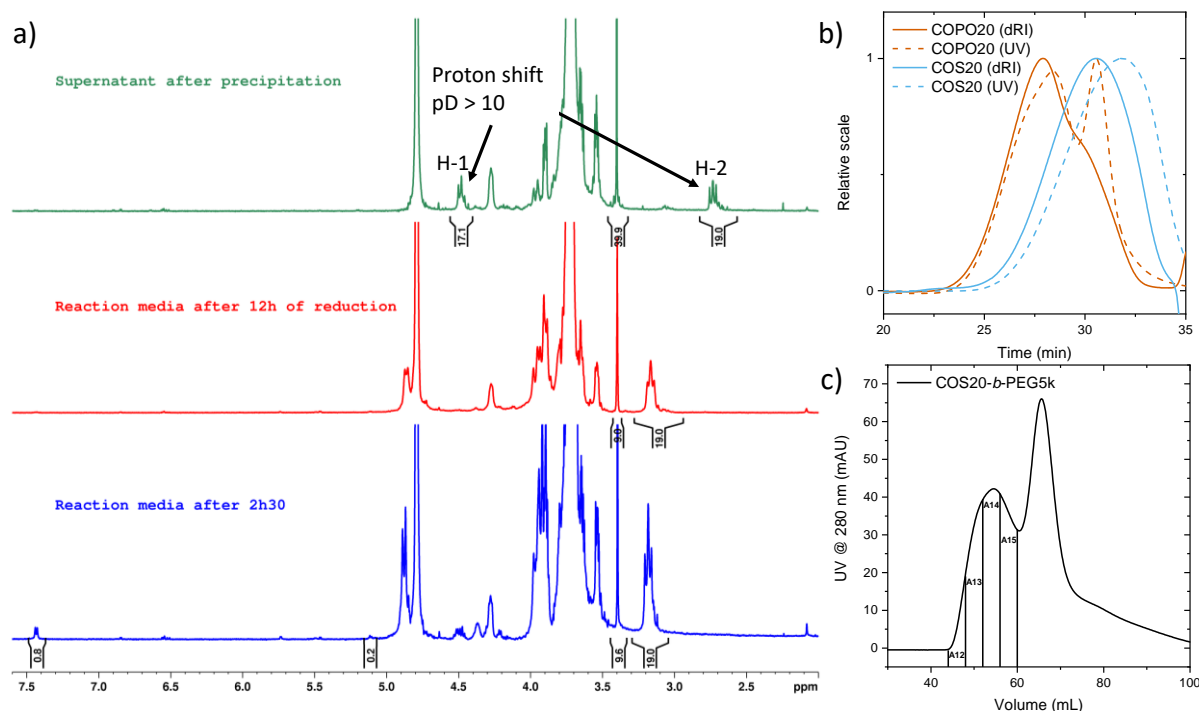 a)
Supernatant after precipitation
Proton shift
pD > 10
H-1
H-2
17.1
39.9
19.0
Reaction media after 12h of reduction
9.0
19.0
Reaction media after 2h30
0.8
0.2
9.6
19.0
7.5 7.0 6.5 6.0 5.5 5.0 4.5 4.0 3.5 3.0 2.5 ppm
b)
COPO20 (dRI)
COPO20 (UV)
COS20 (dRI)
COS20 (UV)
Relative scale
1
0
20 25 30 35
Time (min)
c)
COS20-b-PEG5k
UV @ 280 nm (mAU)
70
60
50
40
30
20
10
0
A12
A13
A14
A15
40 60 80 100
Volume (mL)